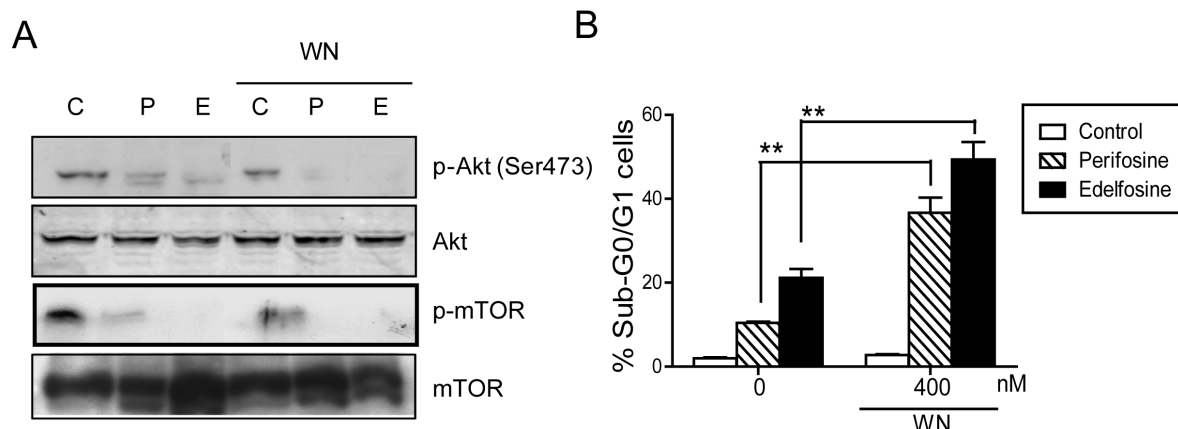 A
WN
C P E C P E
p-Akt (Ser473)
Akt
p-mTOR
mTOR
B
% Sub-G0/G1 cells
60
40
20
0
**
**
0 400 nM
WN
Control
Perifosine
Edelfosine